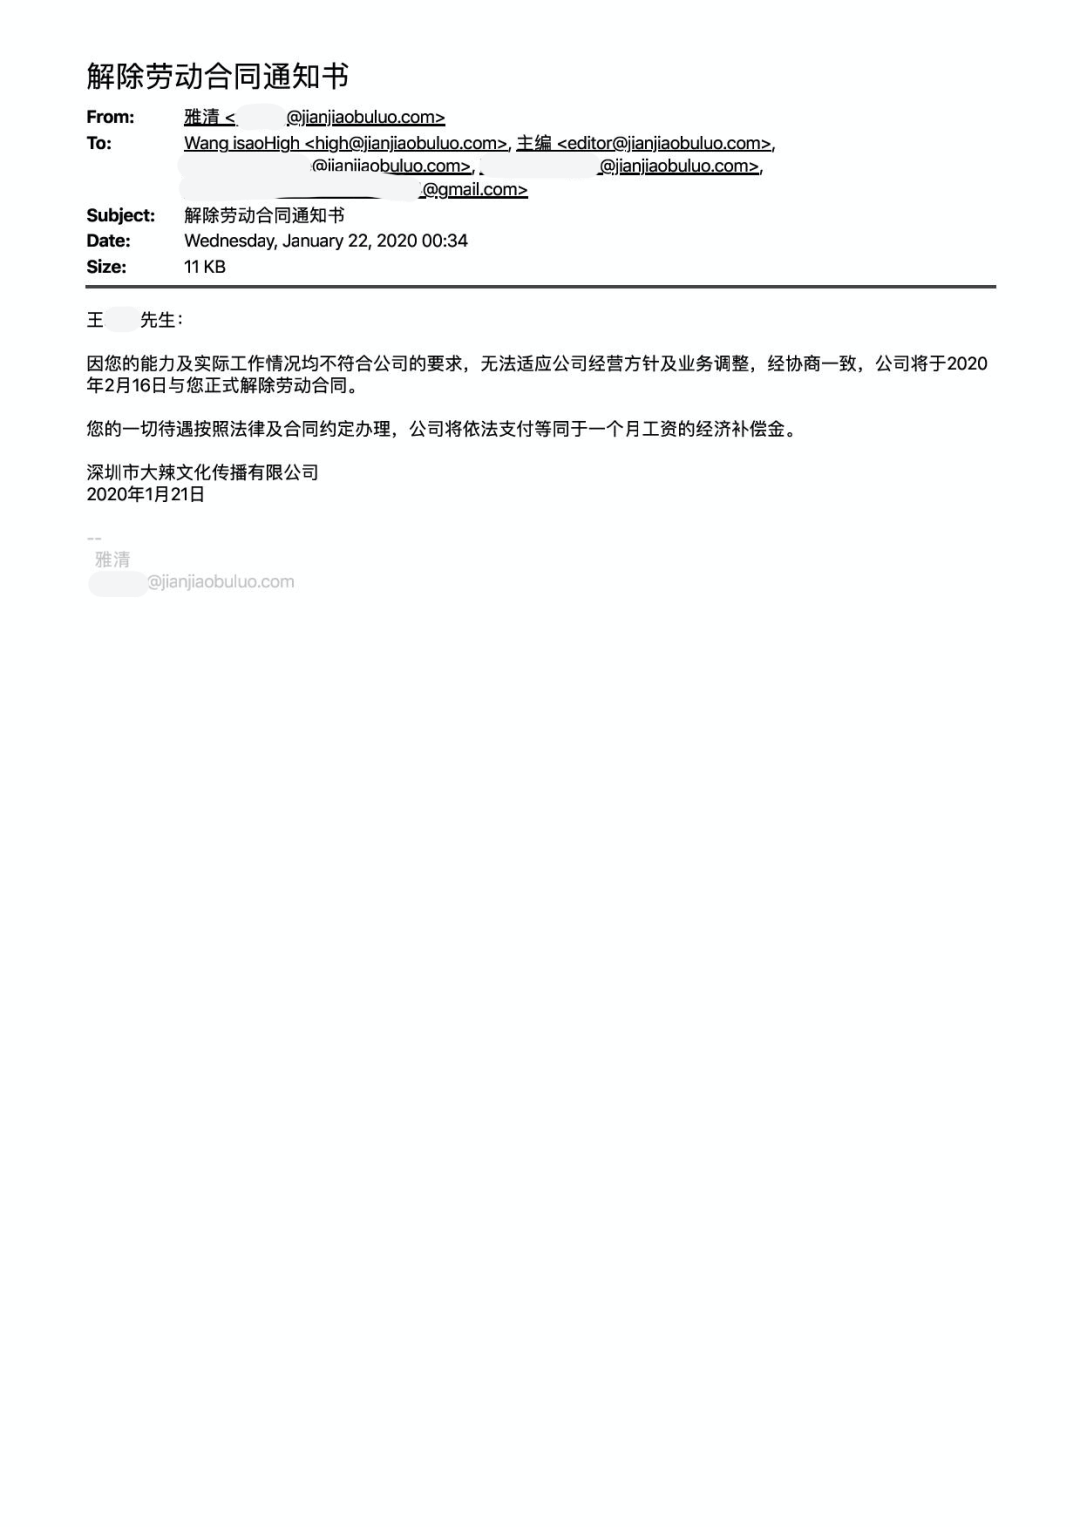 解除劳动合同通知书
From: 雅清 < @jianjiaobuluo.com>
To: Wang isaoHigh <high@jianjiaobuluo.com>, 主编 <editor@jianjiaobuluo.com>,
@jianjiaobuluo.com>, @jianjiaobuluo.com>,
@gmail.com>
Subject: 解除劳动合同通知书
Date: Wednesday, January 22, 2020 00:34
Size: 11 KB
王 先生：
因您的能力及实际工作情况均不符合公司的要求，无法适应公司经营方针及业务调整，经协商一致，公司将于2020
年2月16日与您正式解除劳动合同。
您的一切待遇按照法律及合同约定办理，公司将依法支付等同于一个月工资的经济补偿金。
深圳市大辣文化传播有限公司
2020年1月21日
--
雅清
@jianjiaobuluo.com